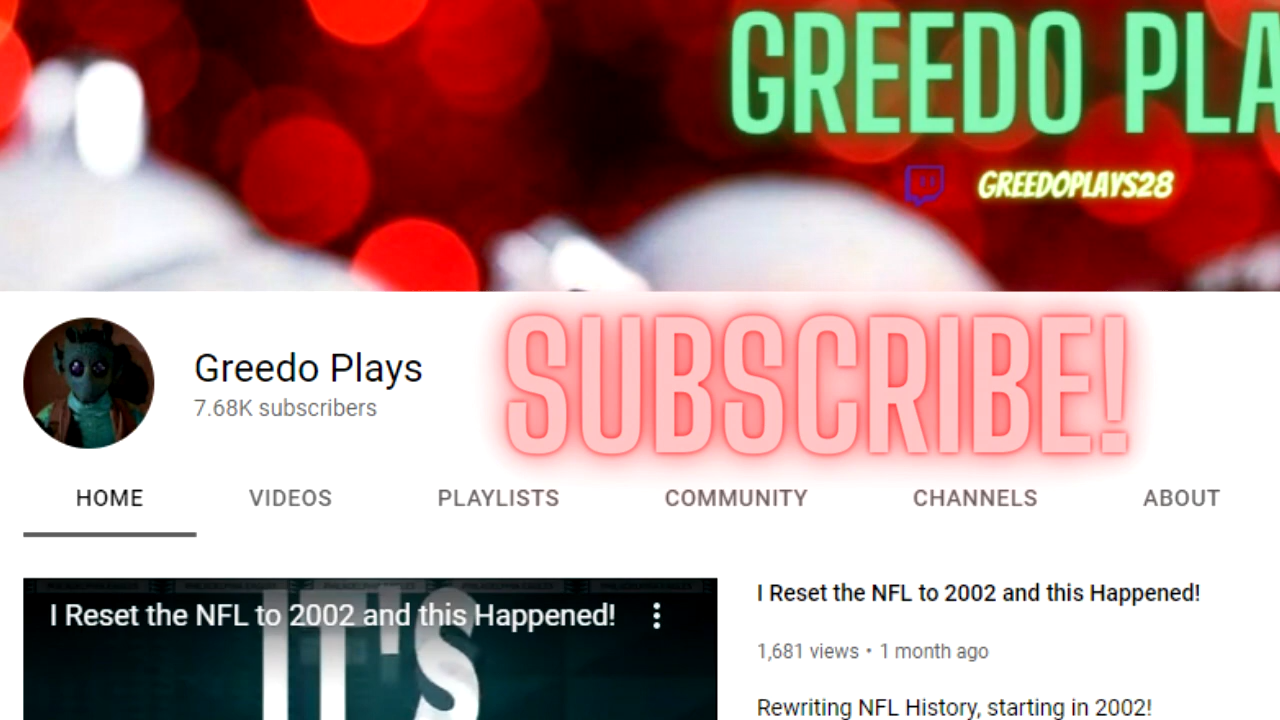 GREEDO PLA
GREEDOPLAYS28
SUBSCRIBE!
Greedo Plays
7.68K subscribers
HOME VIDEOS PLAYLISTS COMMUNITY CHANNELS ABOUT
I Reset the NFL to 2002 and this Happened!
IT'S
I Reset the NFL to 2002 and this Happened!
1,681 views • 1 month ago
Rewriting NFL History, starting in 2002!